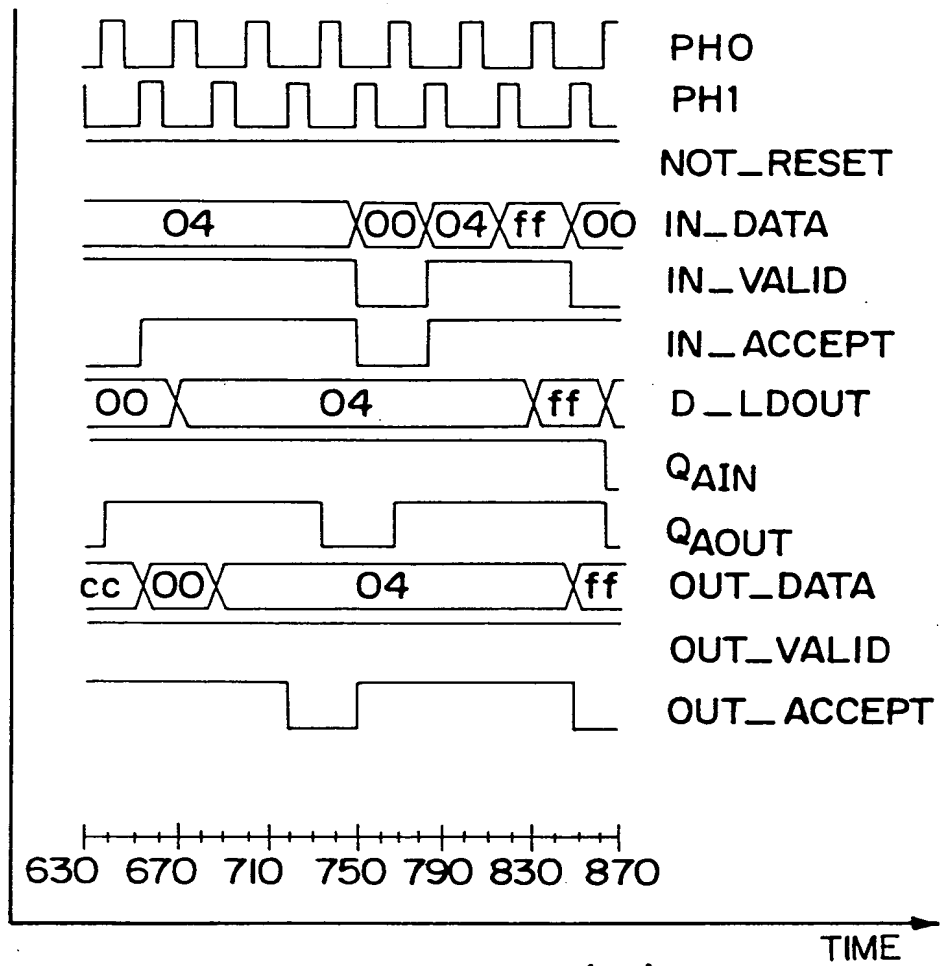 PH0
PH1
NOT_RESET
04 00 04 ff 00 IN_DATA
IN_VALID
IN_ACCEPT
00 04 ff D_LDOUT
QAIN
QAOUT
cc 00 04 ff OUT_DATA
OUT_VALID
OUT_ACCEPT
630 670 710 750 790 830 870
TIME